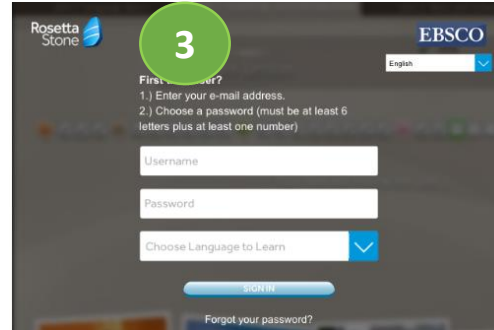 Rosetta
Stone
3
EBSCO
English
First user?
1.) Enter your e-mail address.
2.) Choose a password (must be at least 6
letters plus at least one number)
Username
Password
Choose Language to Learn
SIGN IN
Forgot your password?